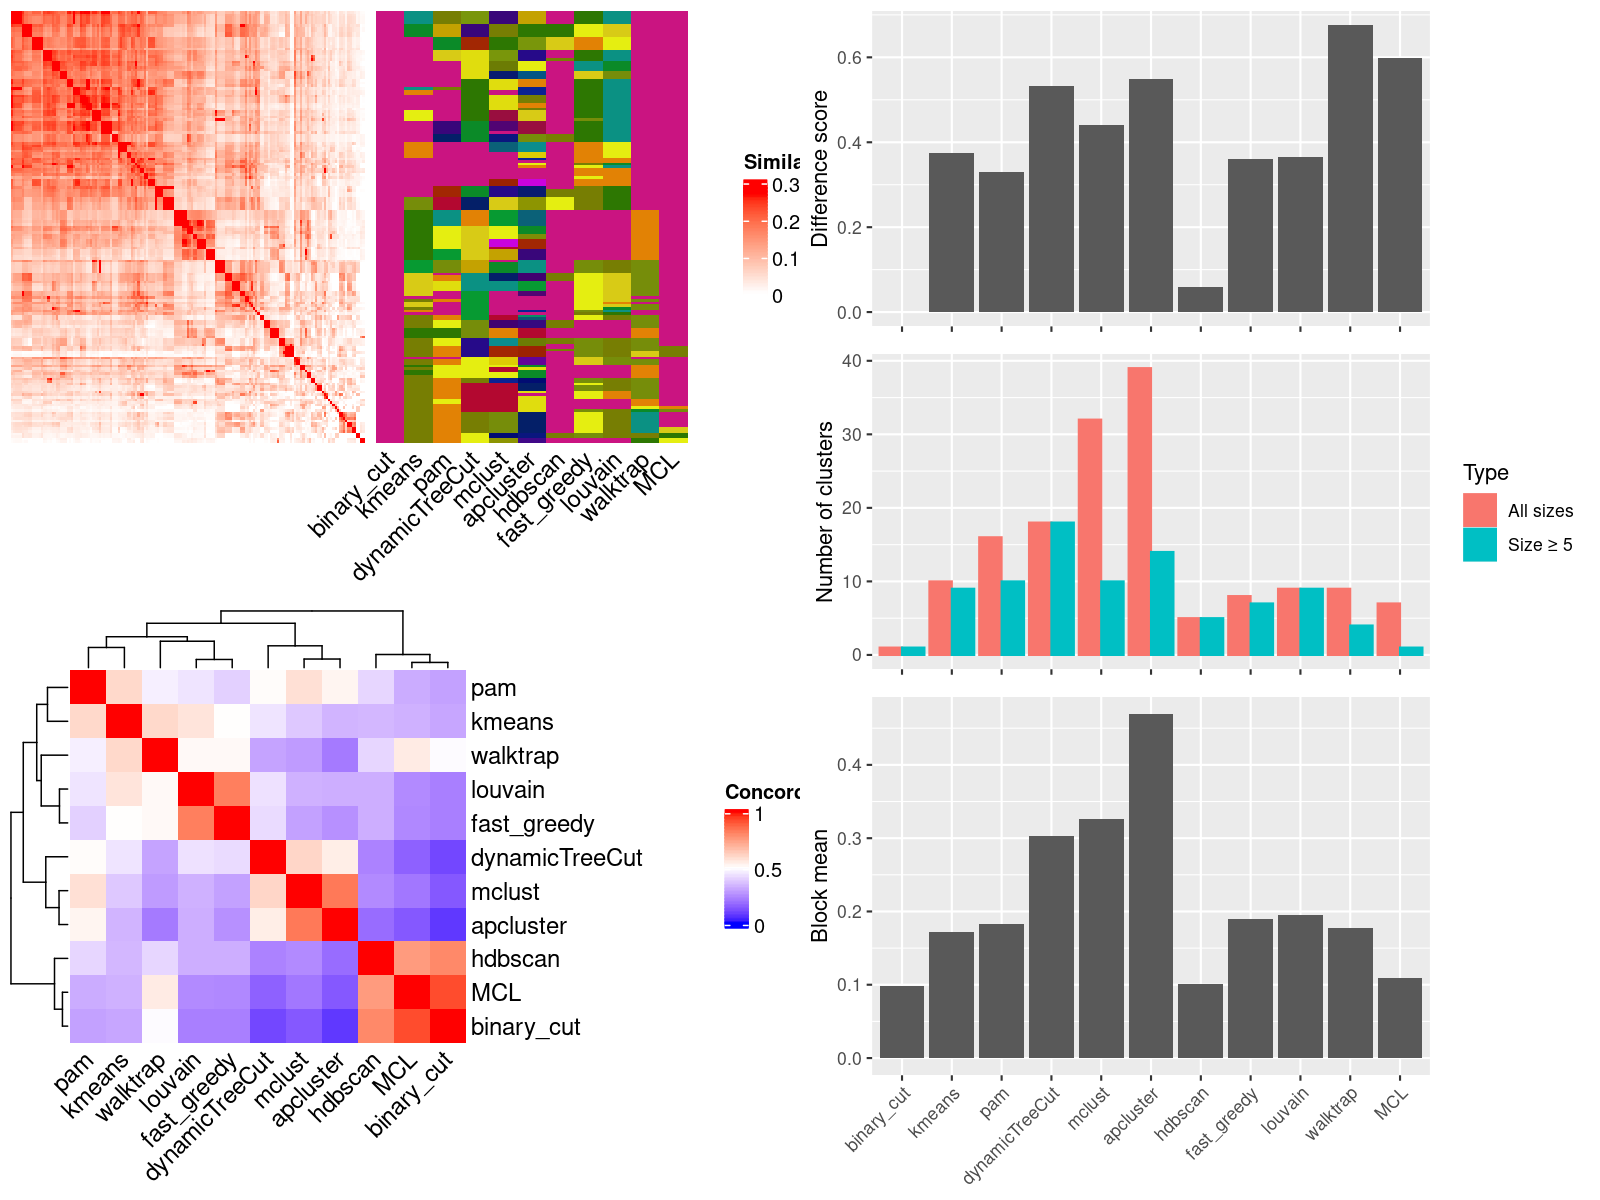 Simila
0.3
0.2
0.1
0
binary_cut
kmeans
pam
dynamicTreeCut
mclust
apcluster
hdbscan
fast_greedy
louvain
walktrap
MCL
pam
kmeans
walktrap
louvain
fast_greedy
dynamicTreeCut
mclust
apcluster
hdbscan
MCL
binary_cut
Concord
1
0.5
0
pam
kmeans
walktrap
louvain
fast_greedy
dynamicTreeCut
mclust
apcluster
hdbscan
MCL
binary_cut
Difference score
0.6
0.4
0.2
0.0
Number of clusters
40
30
20
10
0
Type
All sizes
Size ≥ 5
Block mean
0.4
0.3
0.2
0.1
0.0
binary_cut
kmeans
pam
dynamicTreeCut
mclust
apcluster
hdbscan
fast_greedy
louvain
walktrap
MCL